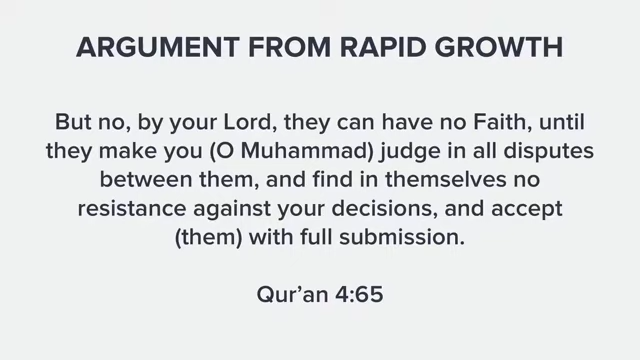 ARGUMENT FROM RAPID GROWTH
But no, by your Lord, they can have no Faith, until
they make you (O Muhammad) judge in all disputes
between them, and find in themselves no
resistance against your decisions, and accept
(them) with full submission.
Qur’an 4:65